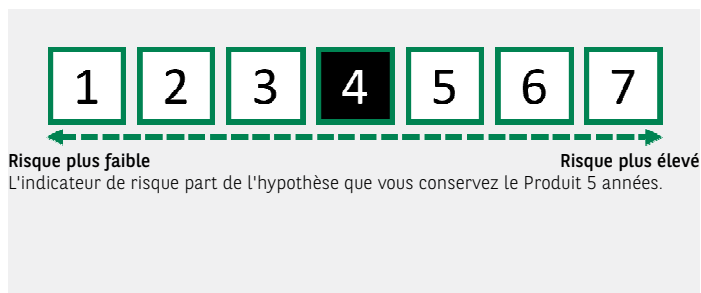 1 2 3 4 5 6 7
Risque plus faible Risque plus élevé
L'indicateur de risque part de l'hypothèse que vous conservez le Produit 5 années.